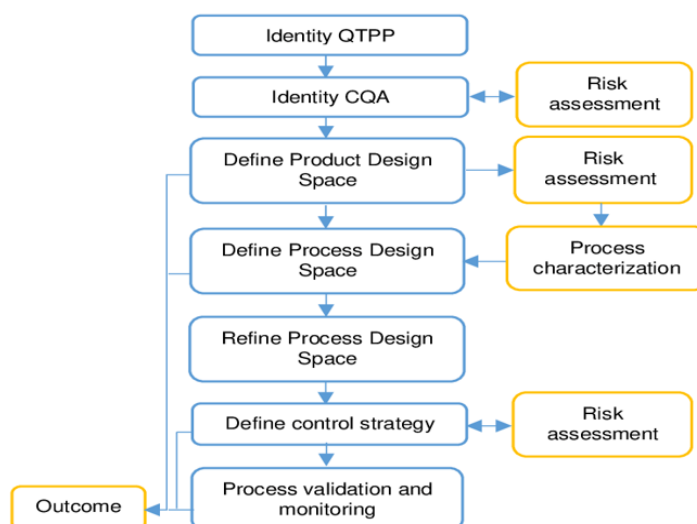 Identity QTPP
Identity CQA
Risk
assessment
Define Product Design
Space
Risk
assessment
Define Process Design
Space
Process
characterization
Refine Process Design
Space
Define control strategy
Risk
assessment
Process validation and
monitoring
Outcome